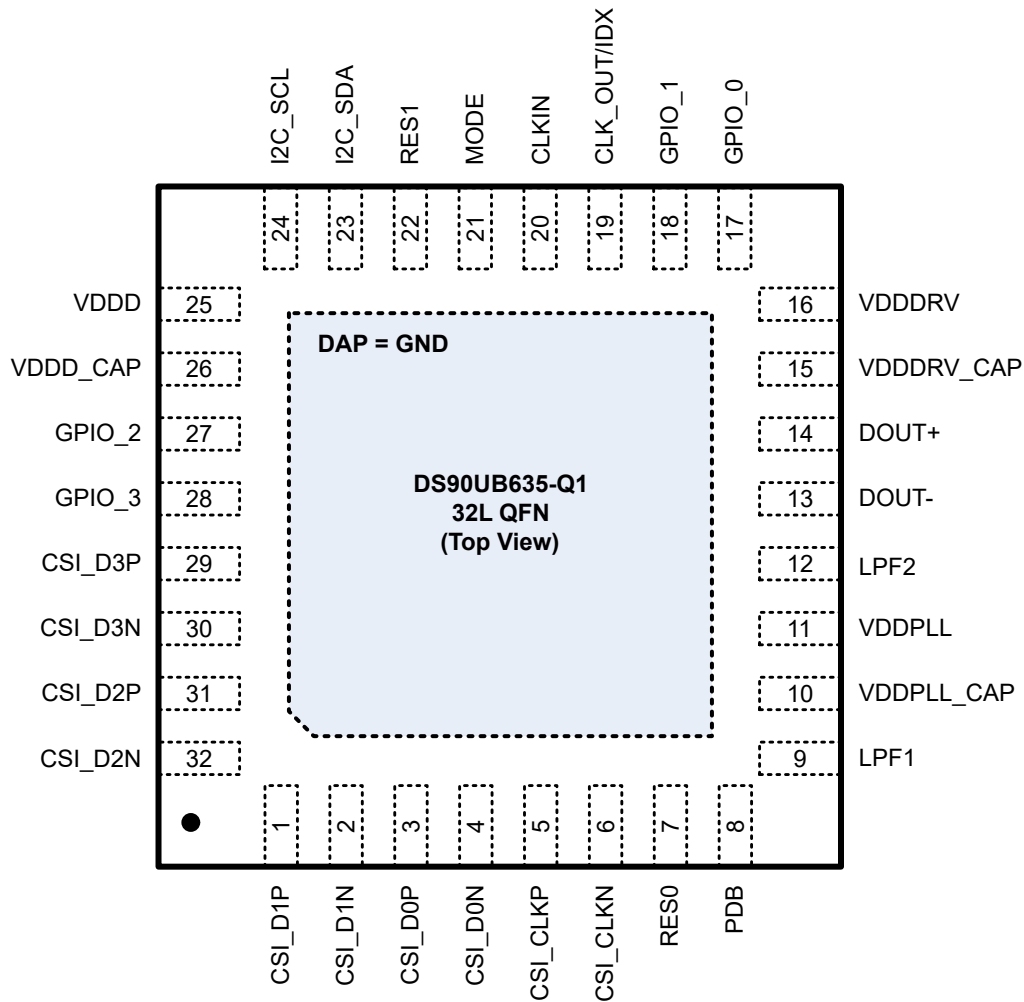 I2C_SCL
I2C_SDA
RES1
MODE
CLKIN
CLK_OUT/IDX
GPIO_1
GPIO_0
24
23
22
21
20
19
18
17
VDDD 25
VDDD_CAP 26
GPIO_2 27
GPIO_3 28
CSI_D3P 29
CSI_D3N 30
CSI_D2P 31
CSI_D2N 32
DAP = GND
DS90UB635-Q1
32L QFN
(Top View)
16 VDDDRV
15 VDDDRV_CAP
14 DOUT+
13 DOUT-
12 LPF2
11 VDDPLL
10 VDDPLL_CAP
9 LPF1
1
2
3
4
5
6
7
8
CSI_D1P
CSI_D1N
CSI_D0P
CSI_D0N
CSI_CLKP
CSI_CLKN
RES0
PDB